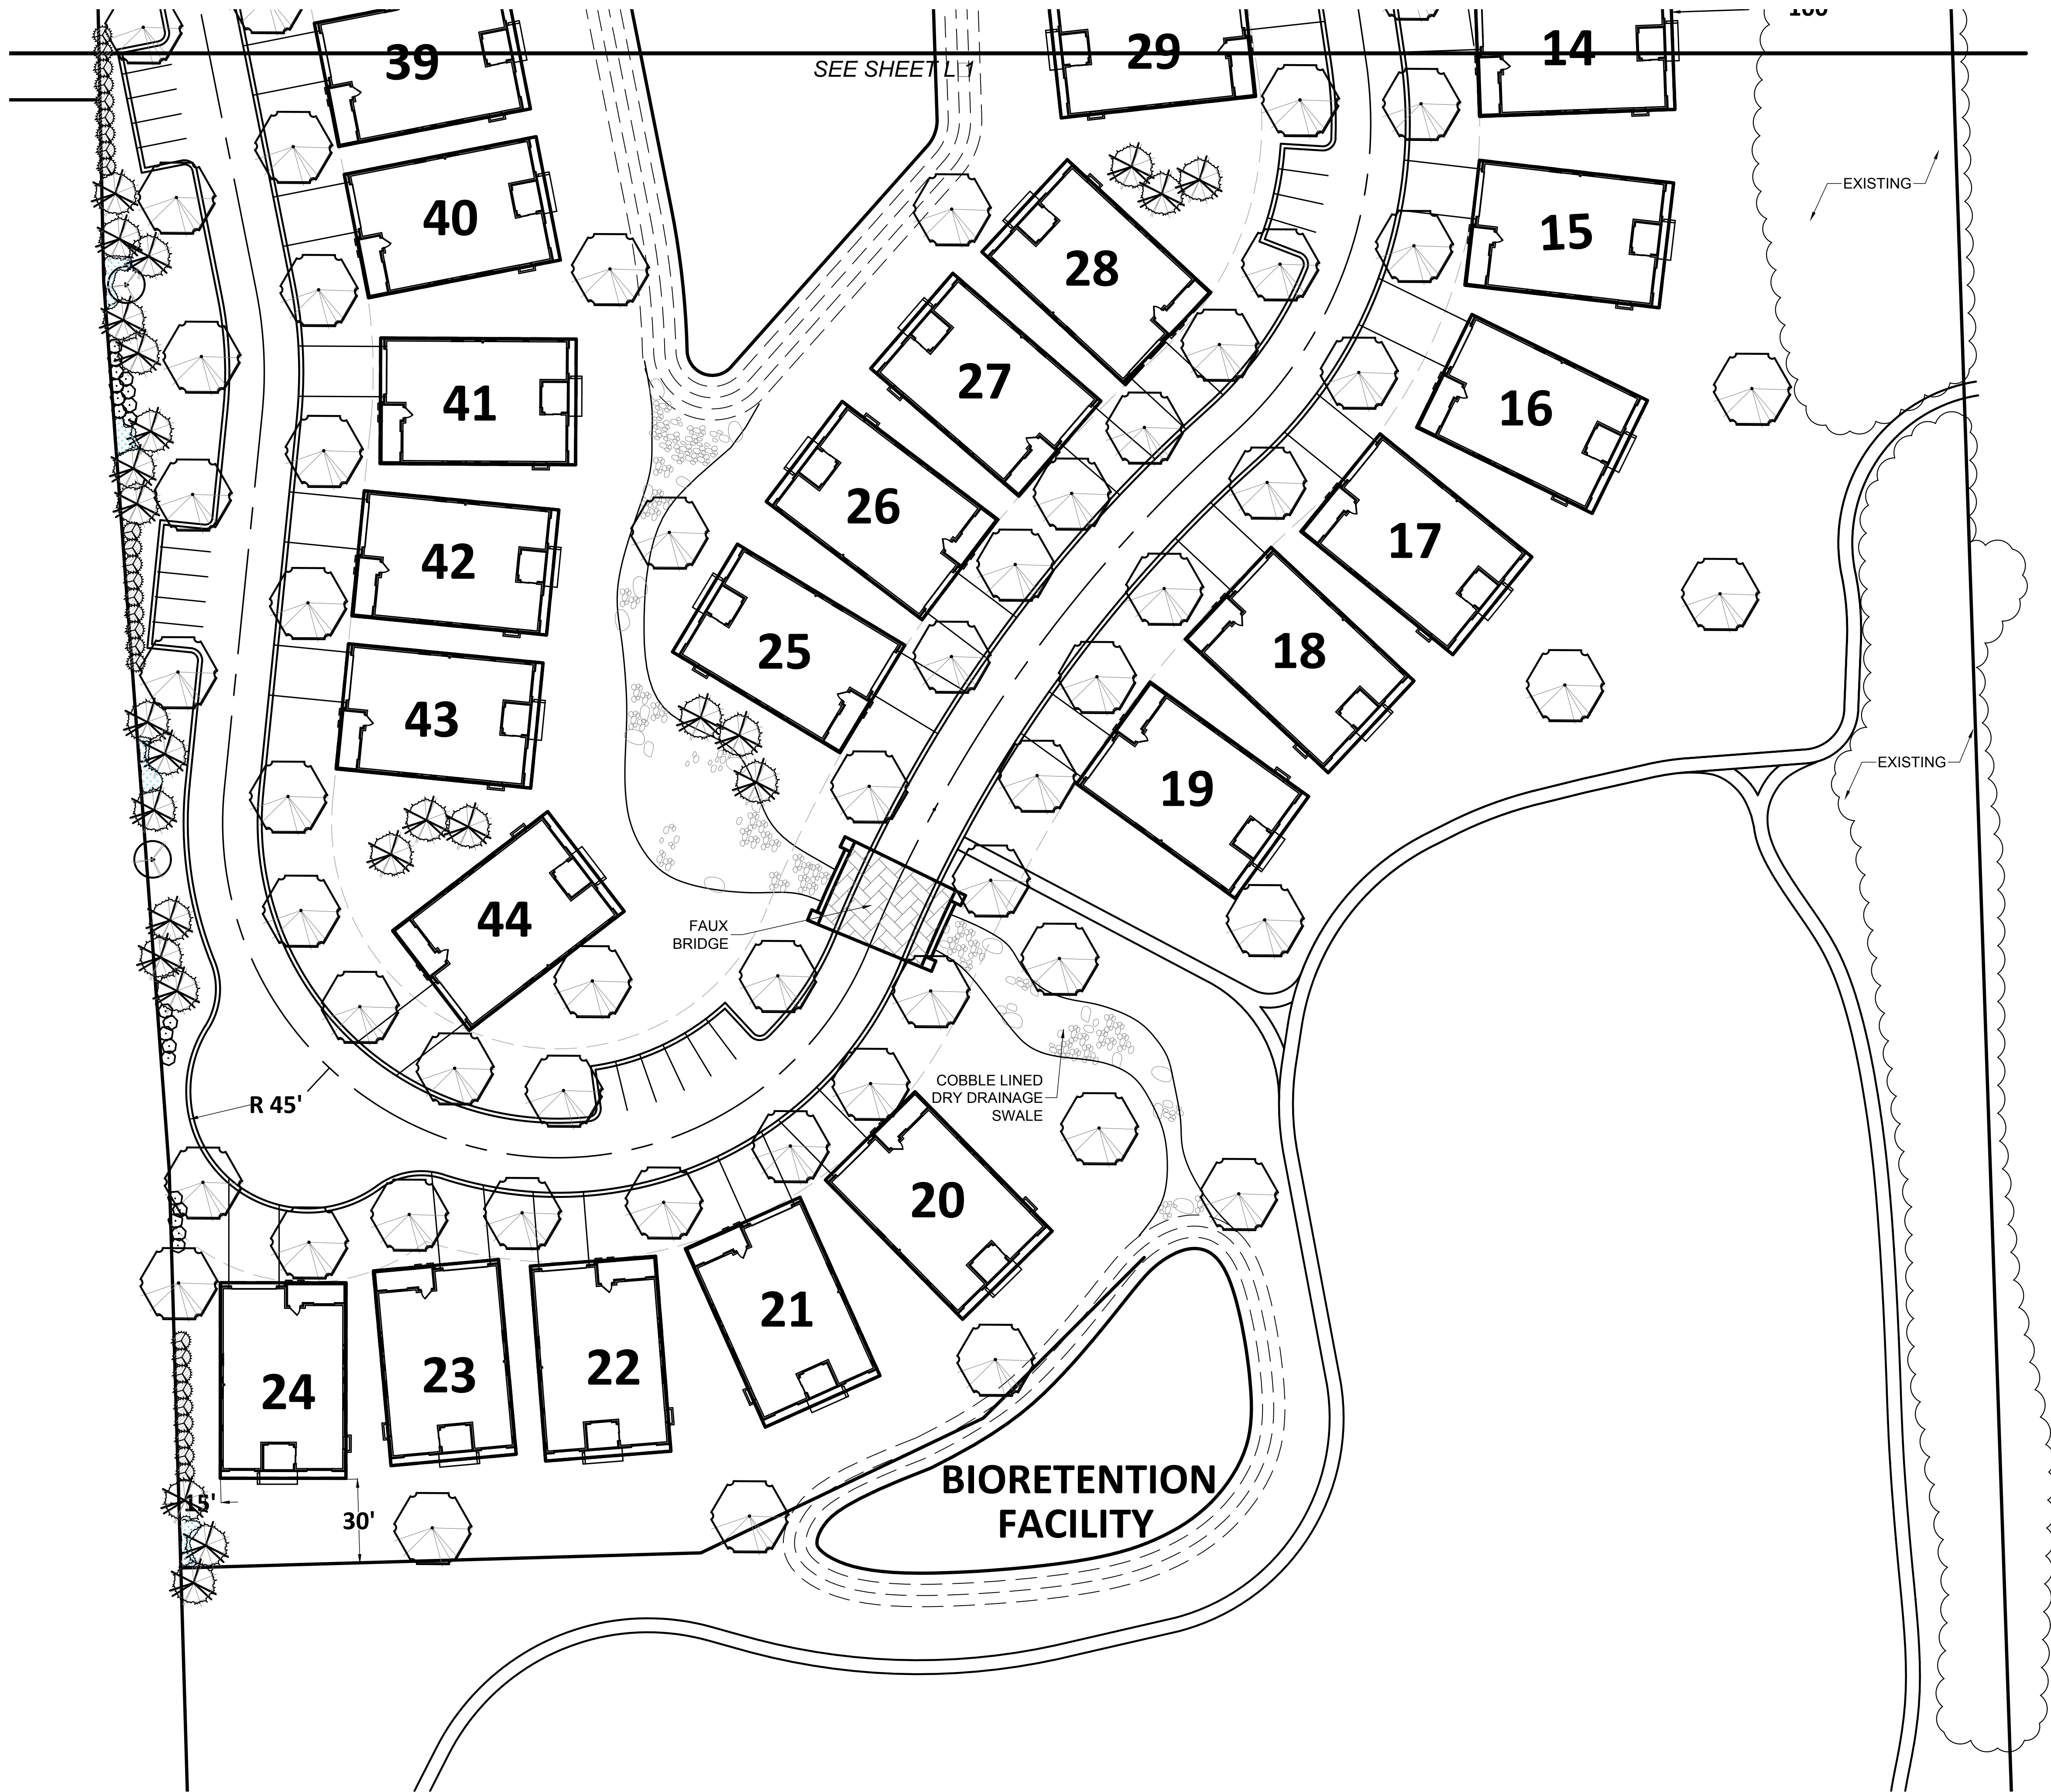 100'
39
29
14
SEE SHEET L□1
EXISTING
40
15
28
27
41
16
26
17
42
25
18
43
EXISTING
19
44
FAUX
BRIDGE
COBBLE LINED
DRY DRAINAGE
SWALE
R 45'
20
21
22
23
24
BIORETENTION
FACILITY
15'
30'